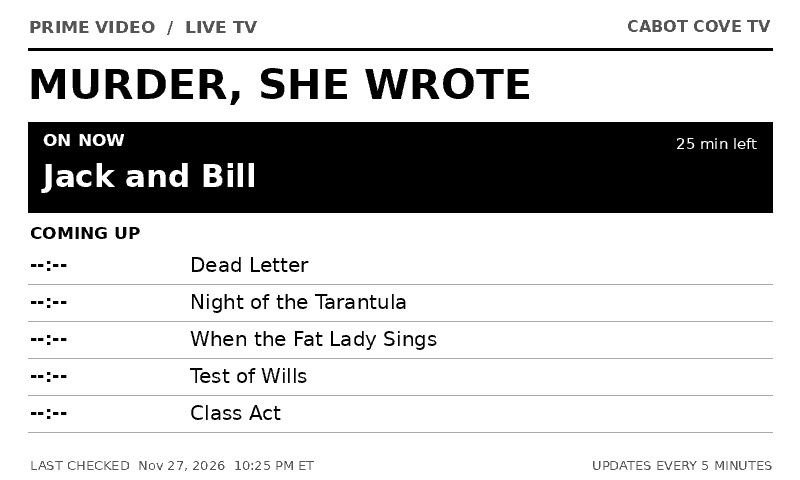 PRIME VIDEO / LIVE TV
CABOT COVE TV
MURDER, SHE WROTE
ON NOW
25 min left
Jack and Bill
COMING UP
--:-- Dead Letter
--:-- Night of the Tarantula
--:-- When the Fat Lady Sings
--:-- Test of Wills
--:-- Class Act
LAST CHECKED Nov 27, 2026 10:25 PM ET
UPDATES EVERY 5 MINUTES